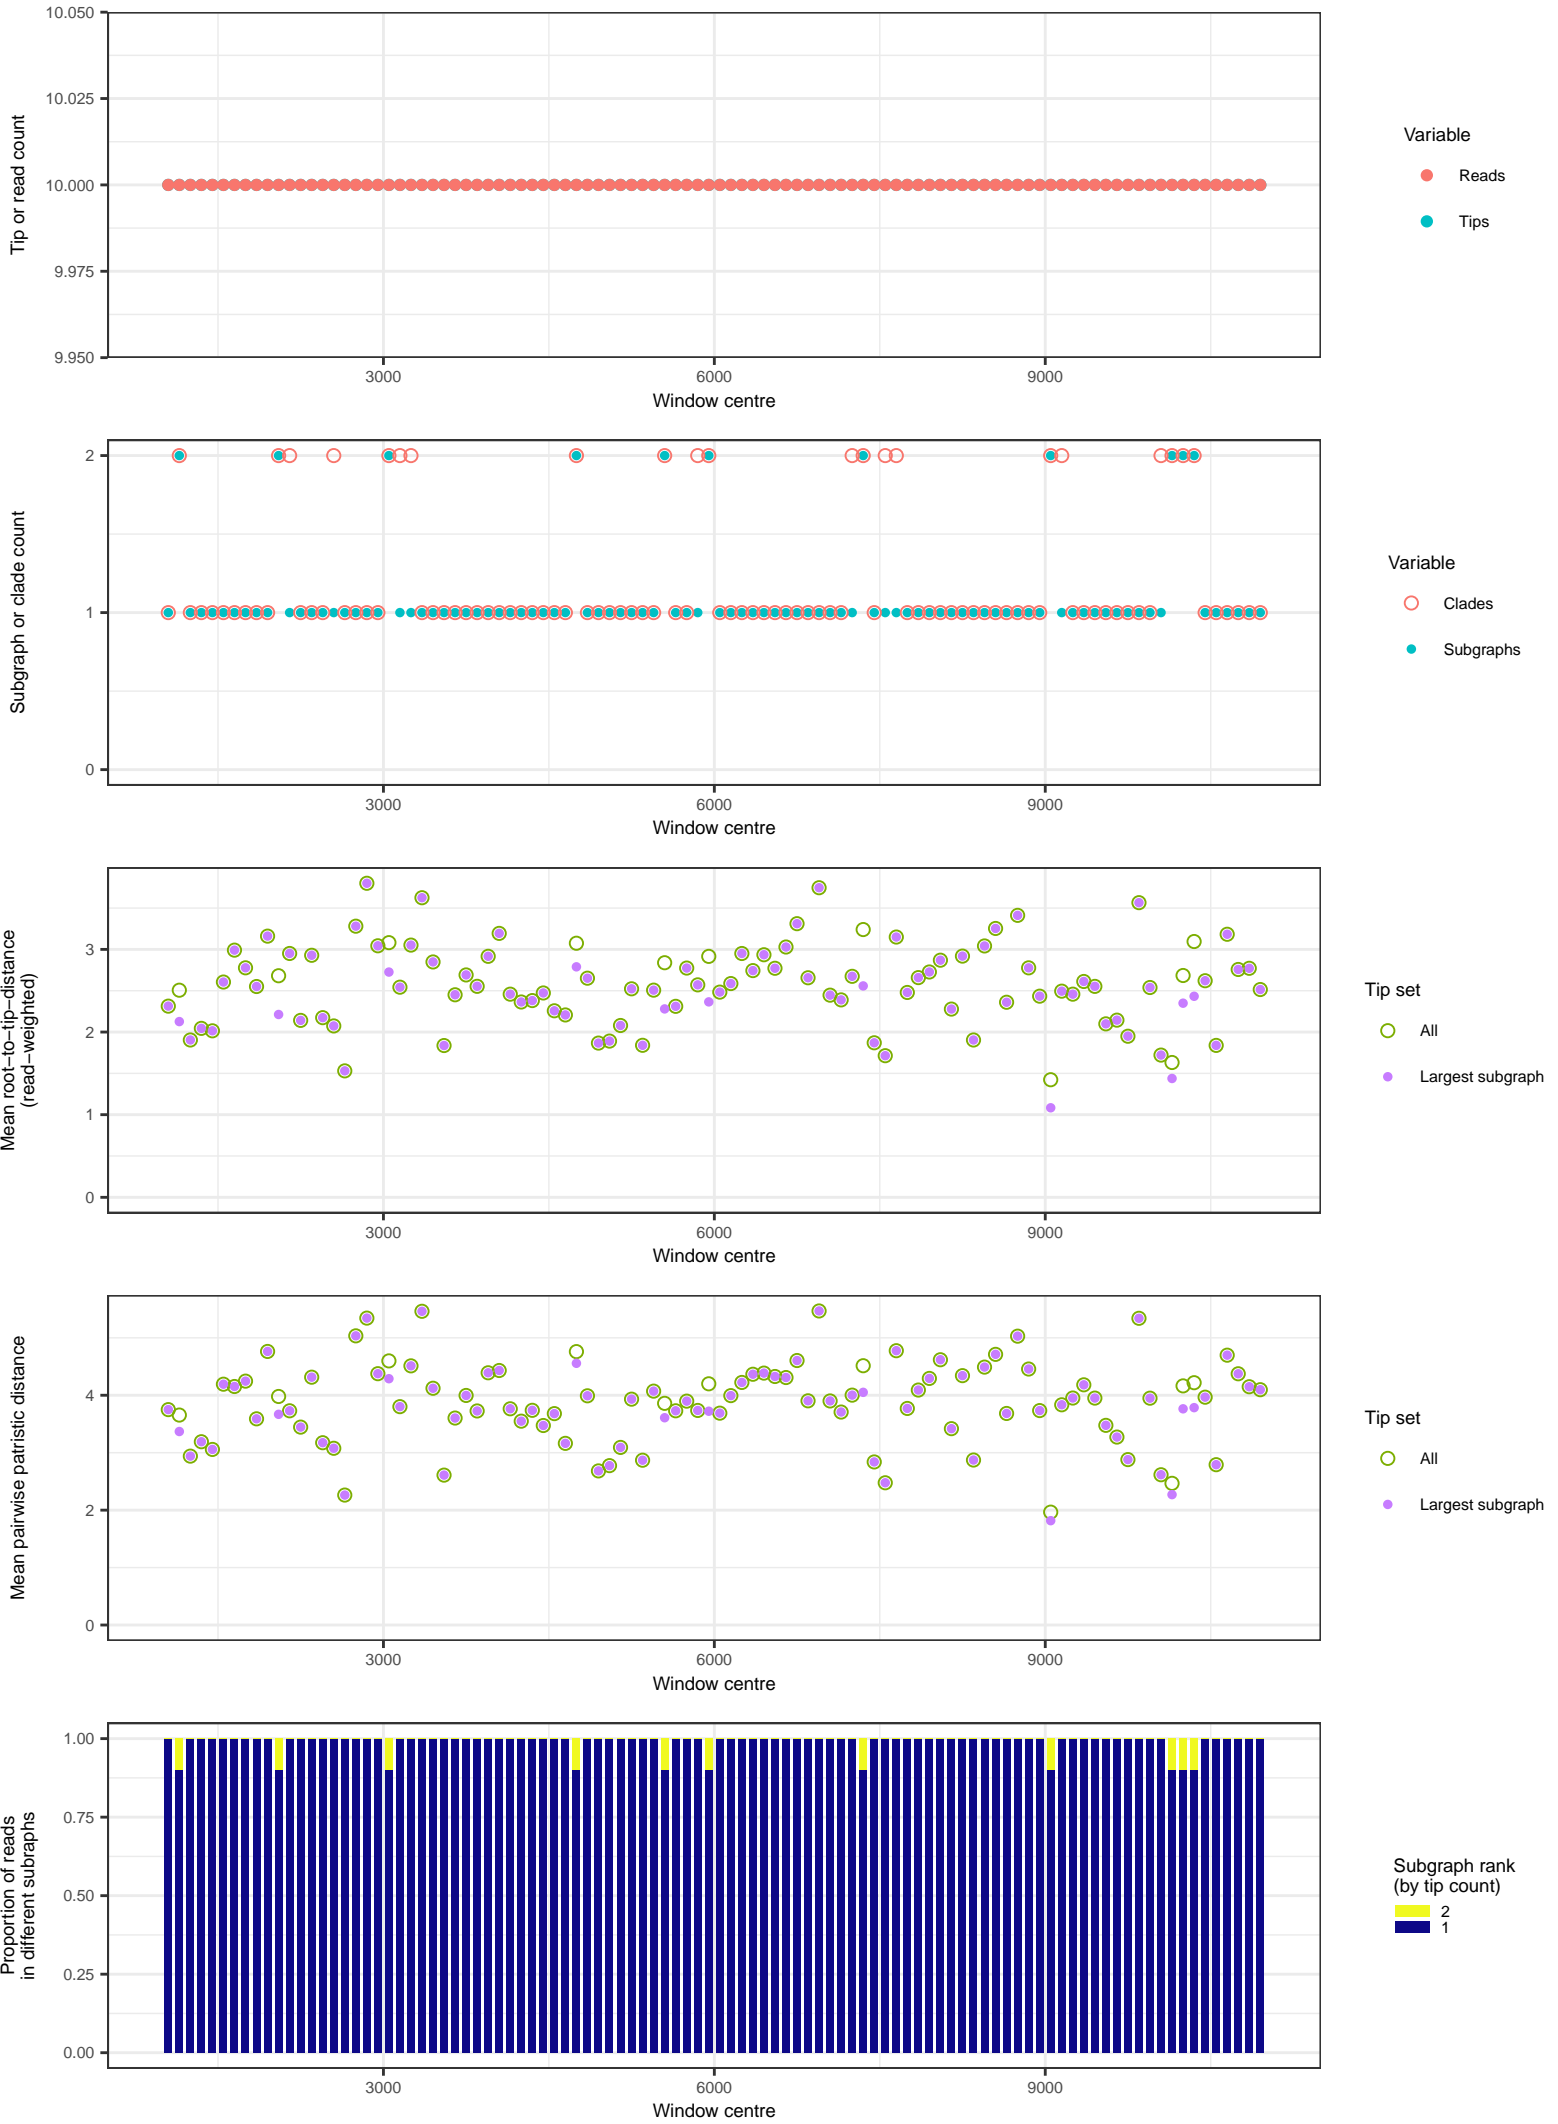 10.050
10.025
10.000
9.975
9.950
Tip or read count
3000 6000 9000
Window centre
Variable
Reads
Tips
2
1
0
Subgraph or clade count
3000 6000 9000
Window centre
Variable
Clades
Subgraphs
3
2
1
0
Mean root−to−tip−distance
(read−weighted)
3000 6000 9000
Window centre
Tip set
All
Largest subgraph
4
2
0
Mean pairwise patristic distance
3000 6000 9000
Window centre
Tip set
All
Largest subgraph
1.00
0.75
0.50
0.25
0.00
Proportion of reads
in different subraphs
3000 6000 9000
Window centre
Subgraph rank
(by tip count)
2
1